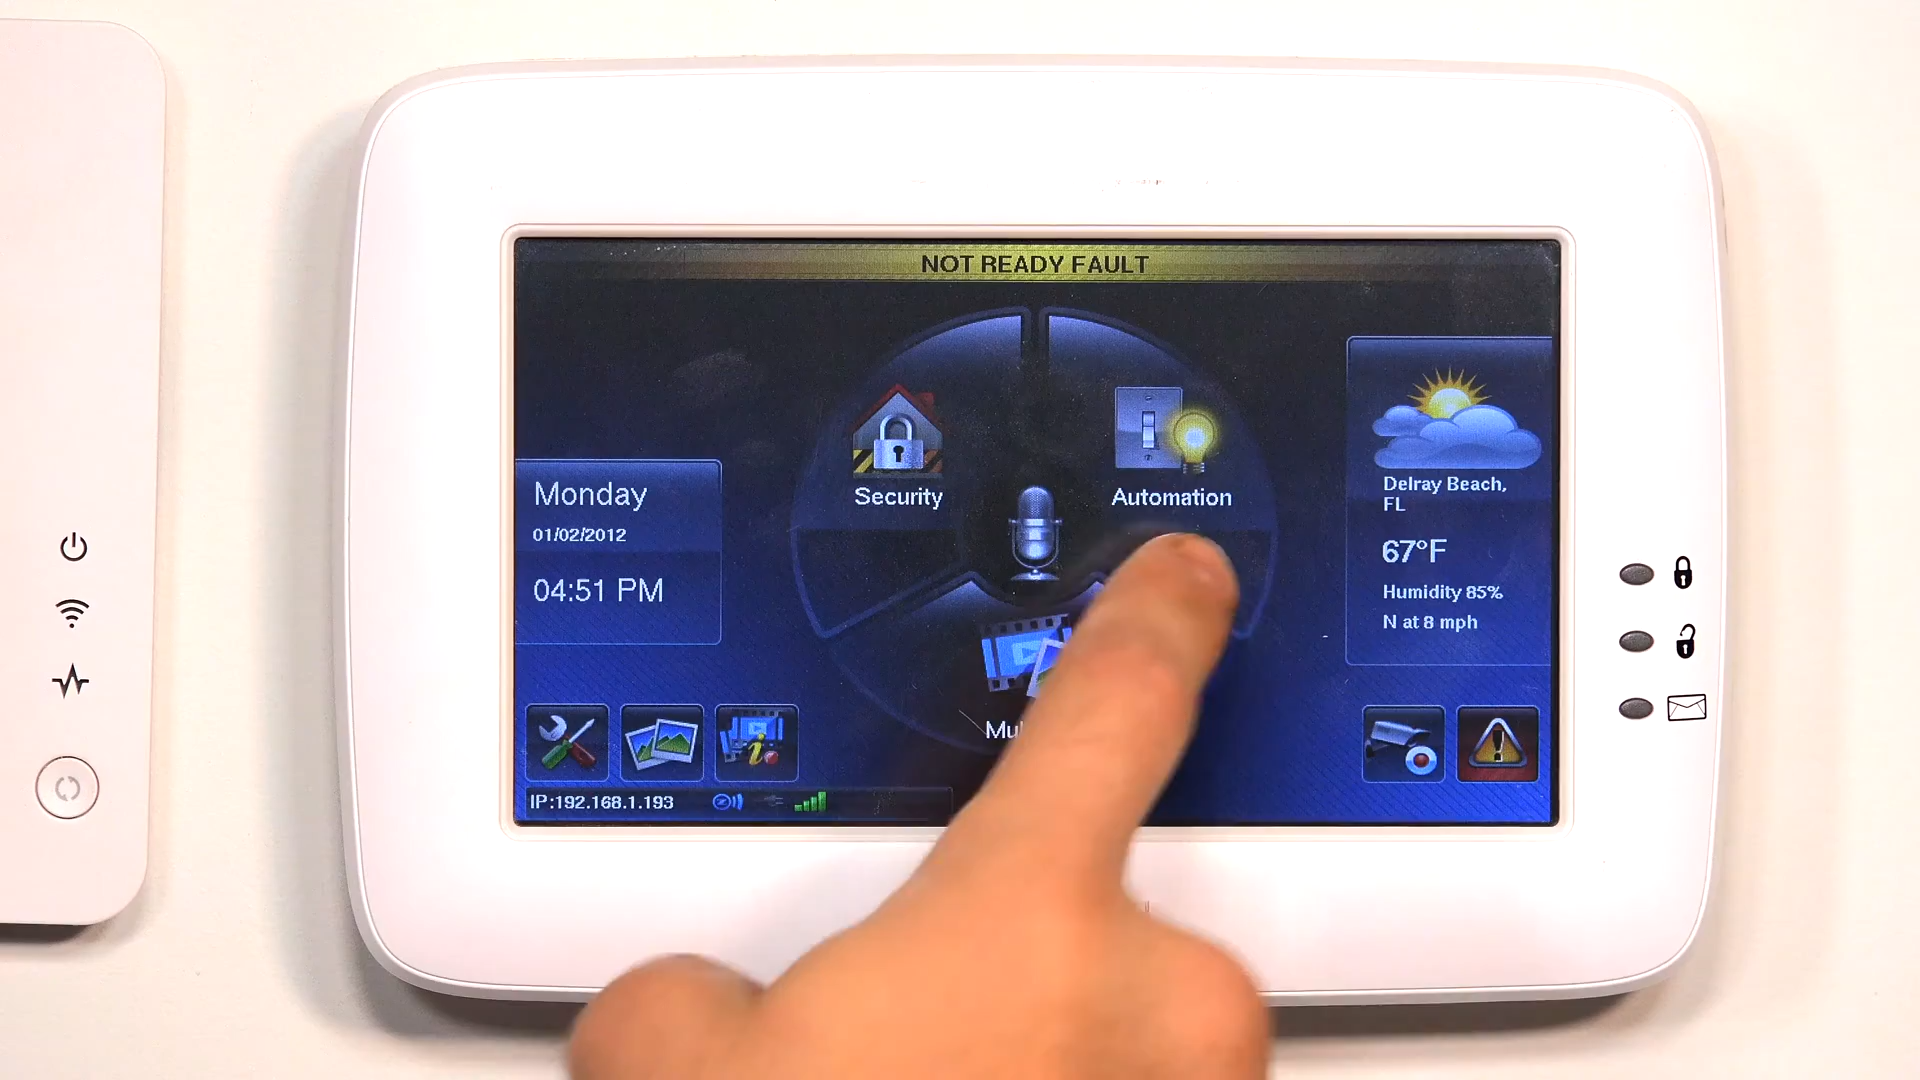 NOT READY FAULT
Security
Automation
Monday
01/02/2012
04:51 PM
Delray Beach,
FL
67°F
Humidity 85%
N at 8 mph
IP:192.168.1.193